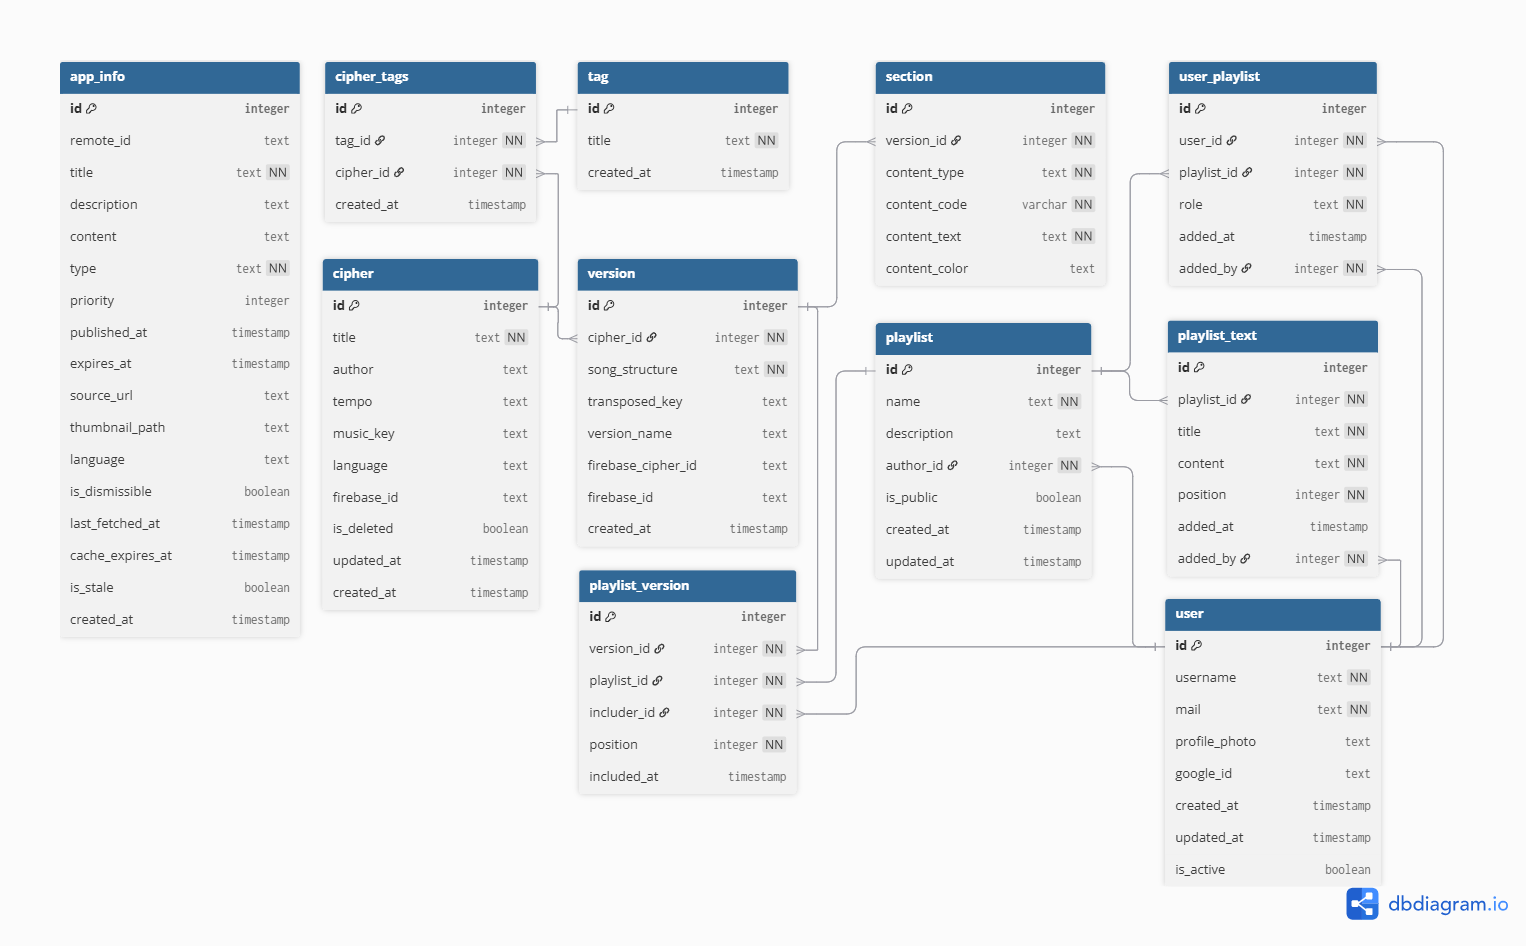 app_info
id integer
remote_id text
title text NN
description text
content text
type text NN
priority integer
published_at timestamp
expires_at timestamp
source_url text
thumbnail_path text
language text
is_dismissible boolean
last_fetched_at timestamp
cache_expires_at timestamp
is_stale boolean
created_at timestamp
cipher_tags
id integer
tag_id integer NN
cipher_id integer NN
created_at timestamp
tag
id integer
title text NN
created_at timestamp
cipher
id integer
title text NN
author text
tempo text
music_key text
language text
firebase_id text
is_deleted boolean
updated_at timestamp
created_at timestamp
version
id integer
cipher_id integer NN
song_structure text NN
transposed_key text
version_name text
firebase_cipher_id text
firebase_id text
created_at timestamp
playlist_version
id integer
version_id integer NN
playlist_id integer NN
includer_id integer NN
position integer NN
included_at timestamp
section
id integer
version_id integer NN
content_type text NN
content_code varchar NN
content_text text NN
content_color text
playlist
id integer
name text NN
description text
author_id integer NN
is_public boolean
created_at timestamp
updated_at timestamp
user_playlist
id integer
user_id integer NN
playlist_id integer NN
role text NN
added_at timestamp
added_by integer NN
playlist_text
id integer
playlist_id integer NN
title text NN
content text NN
position integer NN
added_at timestamp
added_by integer NN
user
id integer
username text NN
mail text NN
profile_photo text
google_id text
created_at timestamp
updated_at timestamp
is_active boolean
dbdiagram.io